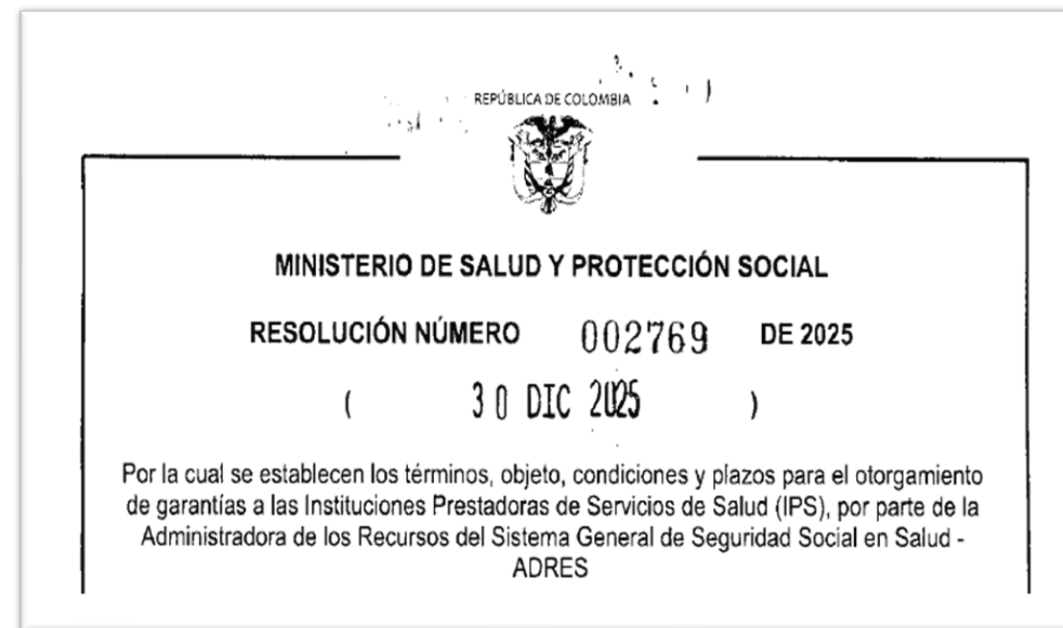 REPÚBLICA DE COLOMBIA
MINISTERIO DE SALUD Y PROTECCIÓN SOCIAL
RESOLUCIÓN NÚMERO 002769 DE 2025
( 30 DIC 2025 )
Por la cual se establecen los términos, objeto, condiciones y plazos para el otorgamiento
de garantías a las Instituciones Prestadoras de Servicios de Salud (IPS), por parte de la
Administradora de los Recursos del Sistema General de Seguridad Social en Salud -
ADRES